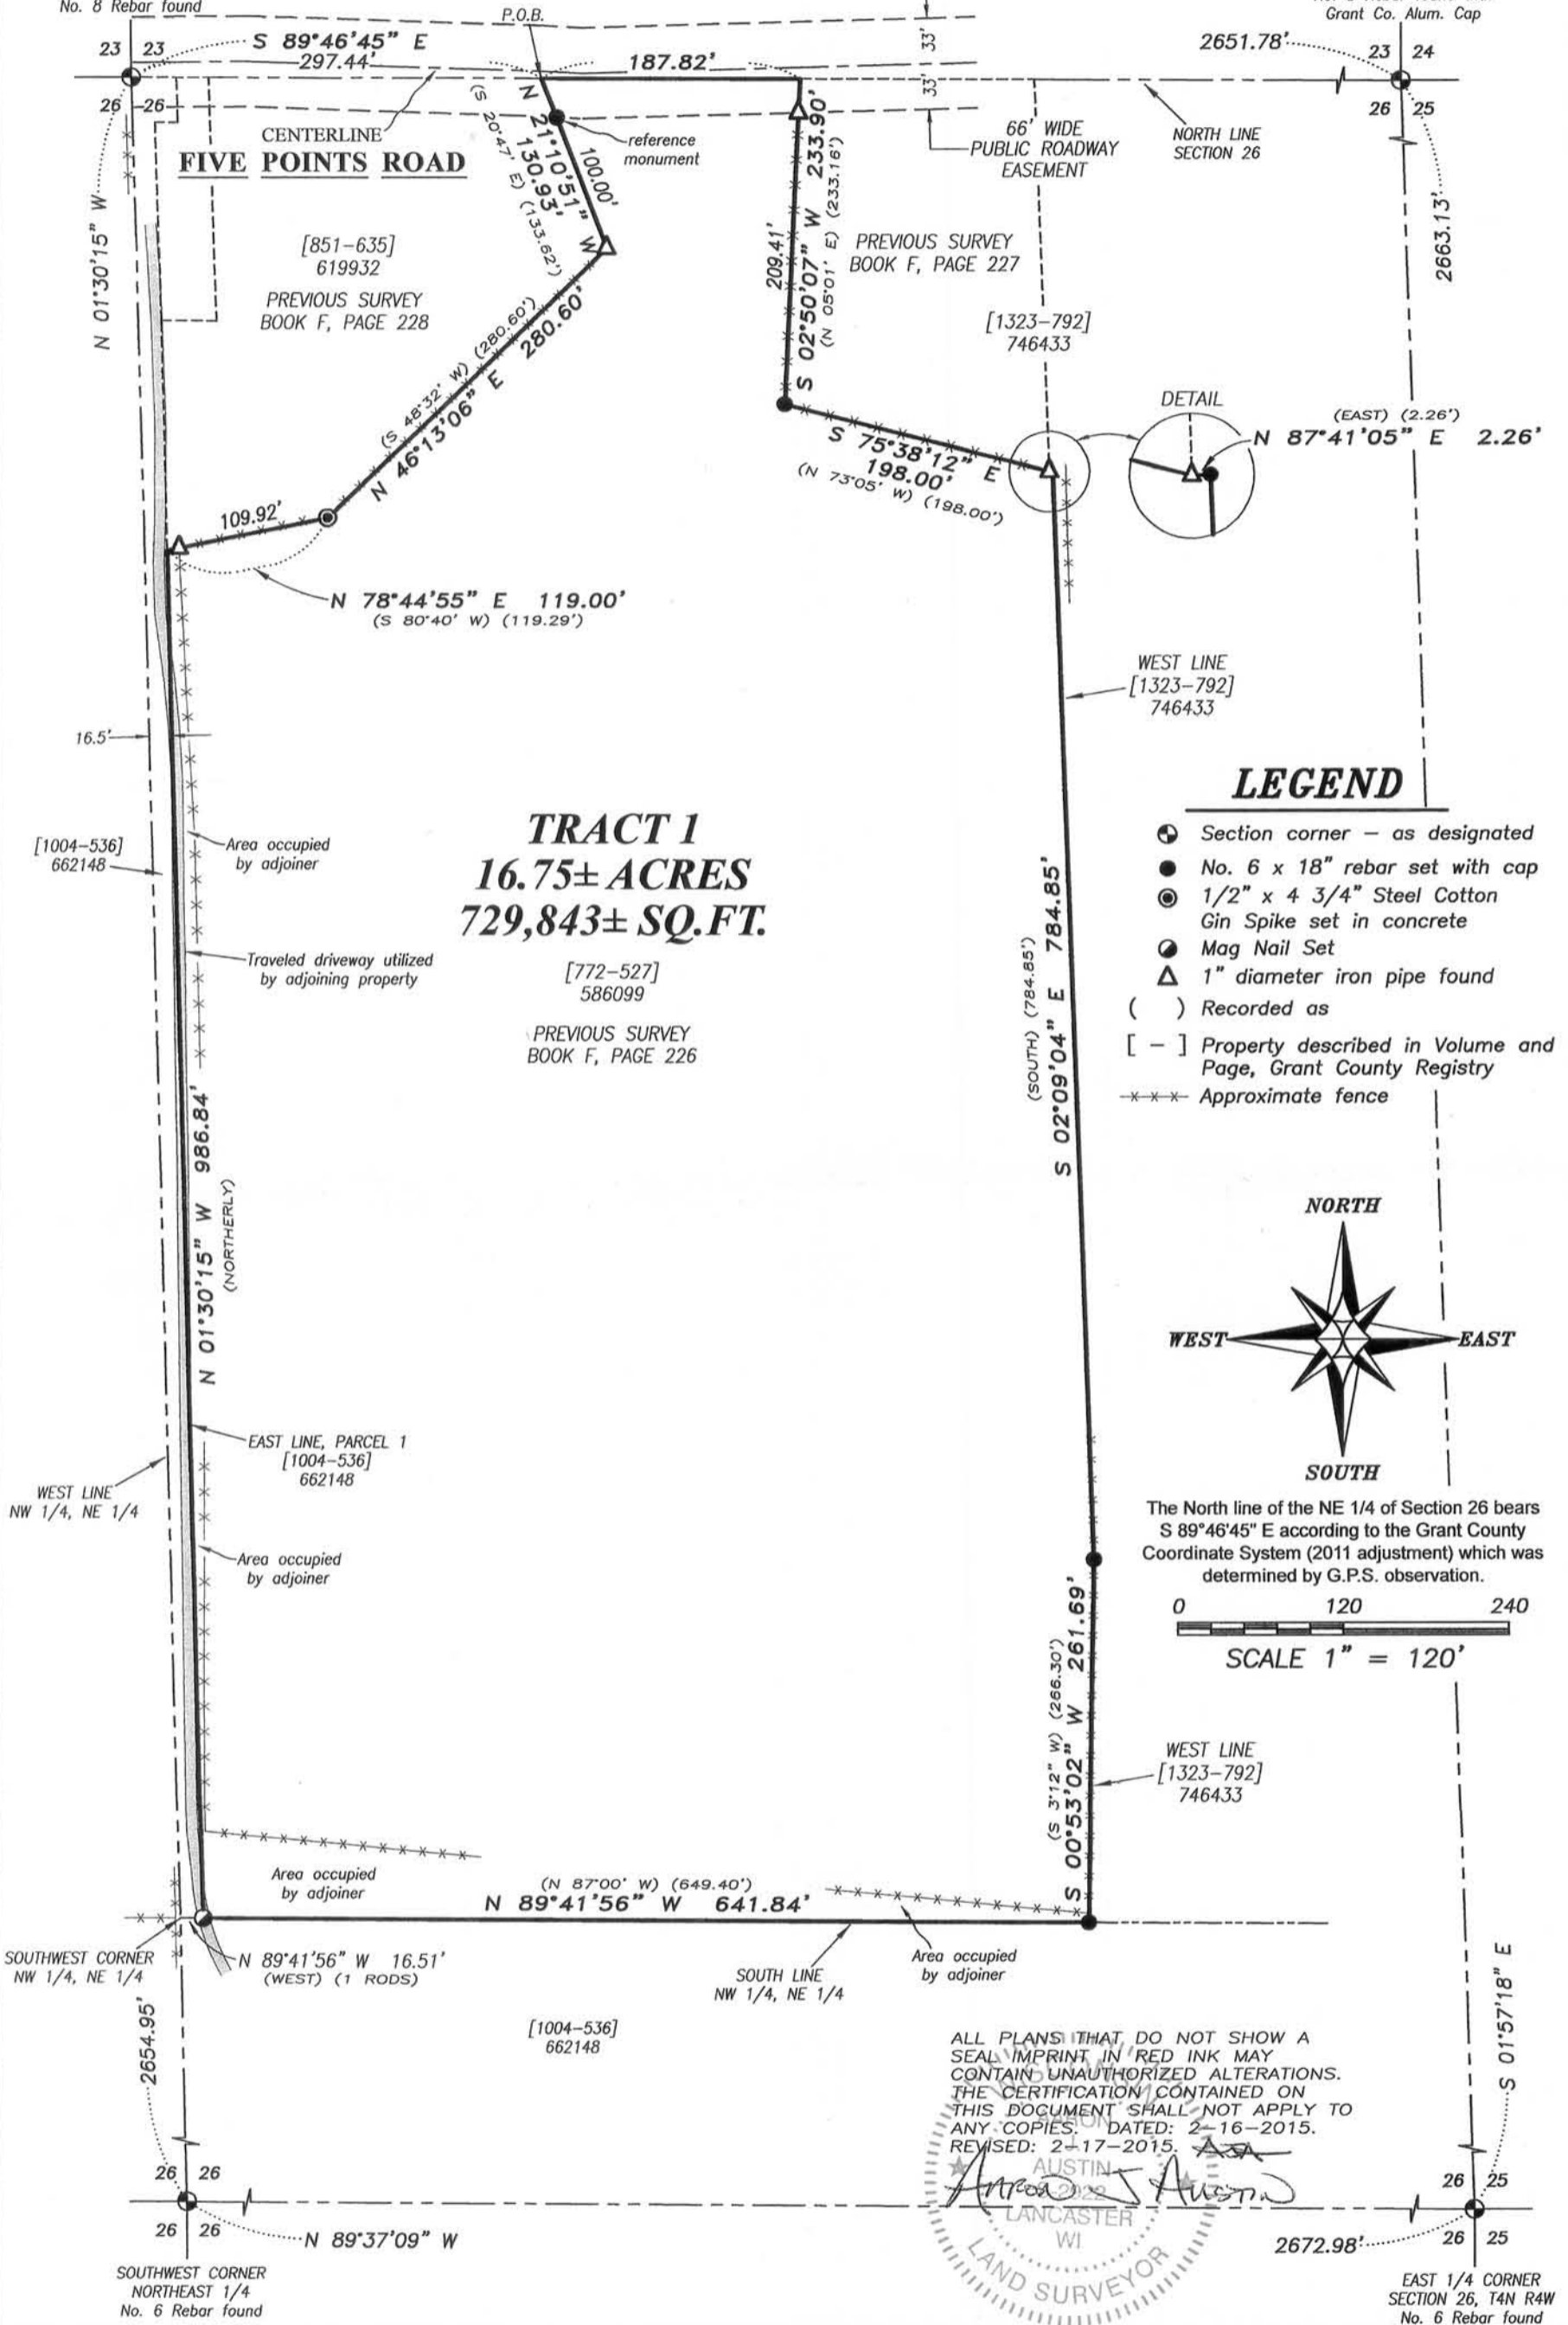 No. 8 Rebar found
P.O.B.
Grant Co. Alum. Cap
23 23
26 26
S 89°46'45" E
297.44'
187.82'
33'
33'
2651.78'
23 24
26 25
CENTERLINE
FIVE POINTS ROAD
N 21°10'51" W
130.93'
(S 20°47' E) (133.62')
100.00'
reference
monument
S 02°50'07" W 233.90'
(N 05°01' E) (233.16')
209.41'
66' WIDE
PUBLIC ROADWAY
EASEMENT
NORTH LINE
SECTION 26
N 01°30'15" W
2663.13'
[851-635]
619932
PREVIOUS SURVEY
BOOK F, PAGE 228
PREVIOUS SURVEY
BOOK F, PAGE 227
[1323-792]
746433
(S 48°32' W) (280.60')
N 46°13'06" E 280.60'
S 75°38'12" E
198.00'
(N 73°05' W) (198.00')
DETAIL
(EAST) (2.26')
N 87°41'05" E 2.26'
109.92'
N 78°44'55" E 119.00'
(S 80°40' W) (119.29')
WEST LINE
[1323-792]
746433
16.5'
[1004-536]
662148
Area occupied
by adjoiner
TRACT 1
16.75± ACRES
729,843± SQ.FT.
[772-527]
586099
PREVIOUS SURVEY
BOOK F, PAGE 226
Traveled driveway utilized
by adjoining property
(SOUTH) (784.85')
S 02°09'04" E 784.85'
LEGEND
Section corner - as designated
No. 6 x 18" rebar set with cap
1/2" x 4 3/4" Steel Cotton
Gin Spike set in concrete
Mag Nail Set
1" diameter iron pipe found
( ) Recorded as
[ - ] Property described in Volume and
Page, Grant County Registry
-x-x-x- Approximate fence
N 01°30'15" W 986.84'
(NORTHERLY)
NORTH
WEST
EAST
SOUTH
EAST LINE, PARCEL 1
[1004-536]
662148
WEST LINE
NW 1/4, NE 1/4
Area occupied
by adjoiner
The North line of the NE 1/4 of Section 26 bears
S 89°46'45" E according to the Grant County
Coordinate System (2011 adjustment) which was
determined by G.P.S. observation.
0 120 240
SCALE 1" = 120'
(S 3°12" W) (266.30')
S 00°53'02" W 261.69'
WEST LINE
[1323-792]
746433
Area occupied
by adjoiner
(N 87°00' W) (649.40')
N 89°41'56" W 641.84'
SOUTHWEST CORNER
NW 1/4, NE 1/4
N 89°41'56" W 16.51'
(WEST) (1 RODS)
SOUTH LINE
NW 1/4, NE 1/4
Area occupied
by adjoiner
2654.95'
[1004-536]
662148
S 01°57'18" E
ALL PLANS THAT DO NOT SHOW A
SEAL IMPRINT IN RED INK MAY
CONTAIN UNAUTHORIZED ALTERATIONS.
THE CERTIFICATION CONTAINED ON
THIS DOCUMENT SHALL NOT APPLY TO
ANY COPIES. DATED: 2-16-2015.
REVISED: 2-17-2015. AJA
Aaron J Austin
WISCONSIN
AARON
J.
AUSTIN
S-2922
LANCASTER
WI
LAND SURVEYOR
26 26
26 26
N 89°37'09" W
SOUTHWEST CORNER
NORTHEAST 1/4
No. 6 Rebar found
2672.98'
26 25
26 25
EAST 1/4 CORNER
SECTION 26, T4N R4W
No. 6 Rebar found